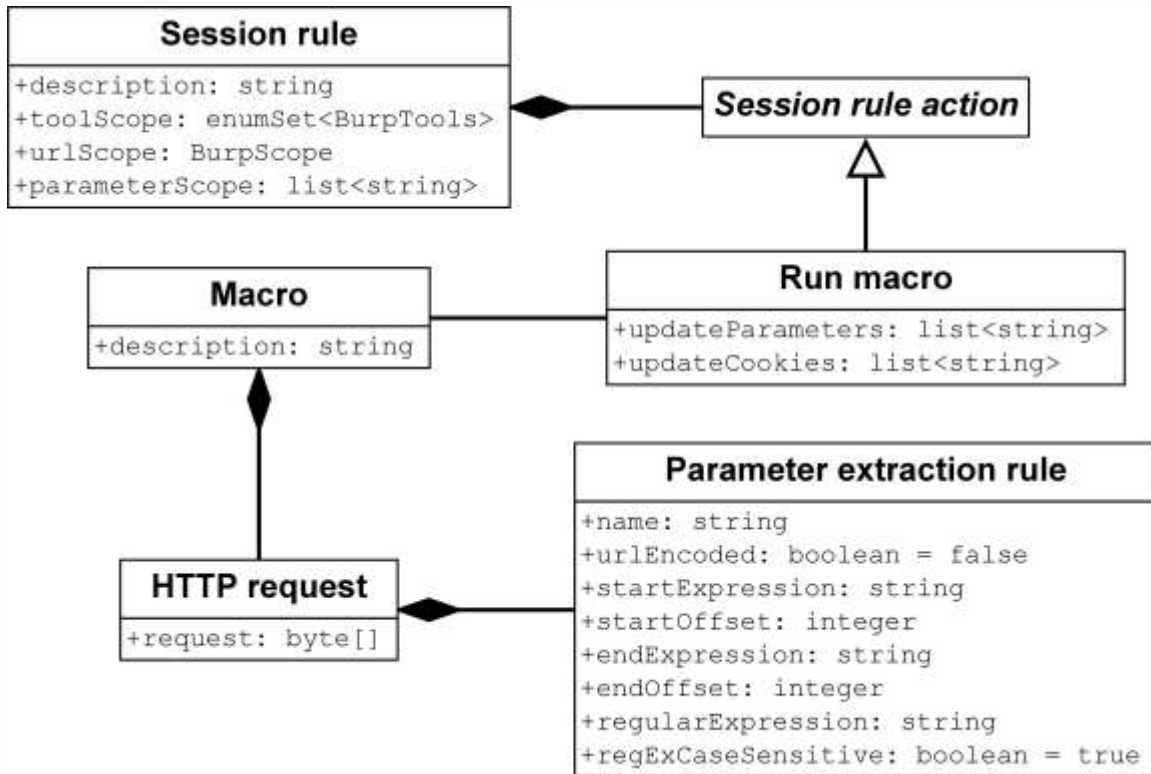 Session rule
+description: string
+toolScope: enumSet<BurpTools>
+urlScope: BurpScope
+parameterScope: list<string>
Session rule action
Macro
+description: string
Run macro
+updateParameters: list<string>
+updateCookies: list<string>
HTTP request
+request: byte[]
Parameter extraction rule
+name: string
+urlEncoded: boolean = false
+startExpression: string
+startOffset: integer
+endExpression: string
+endOffset: integer
+regularExpression: string
+regExCaseSensitive: boolean = true